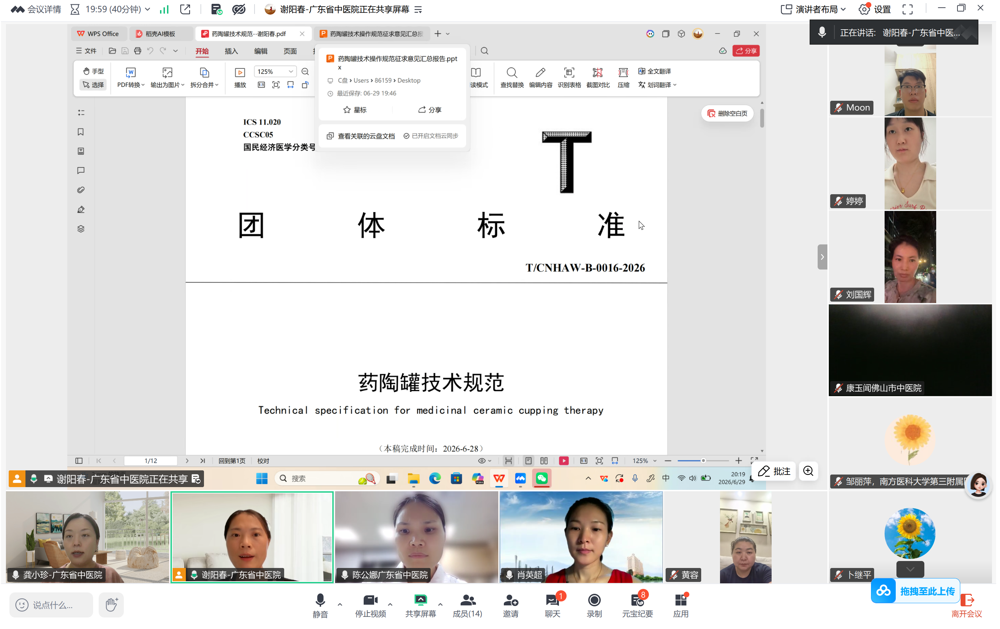 会议详情 19:59 (40分钟) 谢阳春-广东省中医院正在共享屏幕 演讲者布局 设置
正在讲话: 谢阳春-广东省中医...
WPS Office 稻壳AI模板 药陶罐技术规范--谢阳春.pdf 药陶罐技术操作规范征求意见汇总报
文件 开始 插入 编辑 页面 分享
药陶罐技术操作规范征求意见汇总报告.ppt
x
C盘 › Users › 86159 › Desktop
最近保存: 06-29 19:46
星标 分享
查看关联的云盘文档 已开启文档云同步
手型 125% 全文翻译
选择 PDF转换 输出为图片 拆分合并 播放 读模式 查找替换 编辑内容 识别表格 截图对比 压缩 划词翻译
删除空白页
ICS 11.020
CCSC05
国民经济医学分类号
T
团 体 标 准
T/CNHAW-B-0016-2026
药陶罐技术规范
Technical specification for medicinal ceramic cupping therapy
(本稿完成时间: 2026-6-28)
1/12 回到第1页 校对 125%
谢阳春-广东省中医院正在共享
搜索
中
20:19
2026/6/29
批注
Moon
婷婷
刘国辉
康玉闻佛山市中医院
邹丽萍，南方医科大学第三附属
卜继平
龚小珍-广东省中医院
谢阳春-广东省中医院
陈公娜广东省中医院
肖英超
黄容
拖拽至此上传
说点什么...
静音 停止视频 共享屏幕 成员(14) 邀请 聊天 1 录制 元宝纪要 8 应用 离开会议